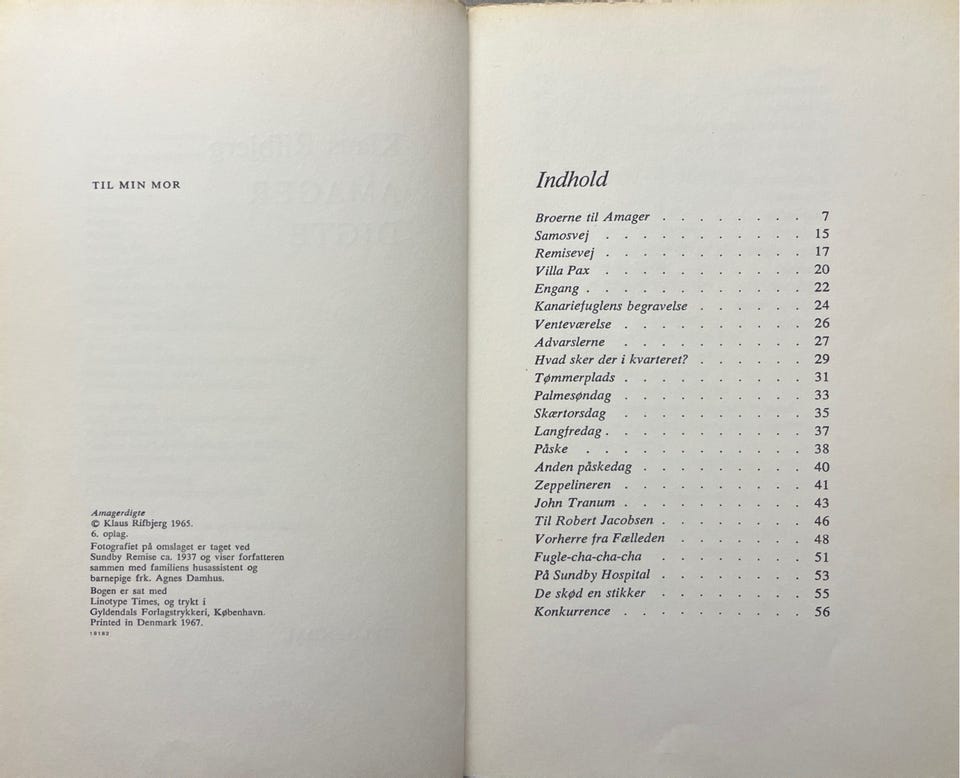 TIL MIN MOR
Amagerdigte
© Klaus Rifbjerg 1965.
6. oplag.
Fotografiet på omslaget er taget ved
Sundby Remise ca. 1937 og viser forfatteren
sammen med familiens husassistent og
barnepige frk. Agnes Damhus.
Bogen er sat med
Linotype Times, og trykt i
Gyldendals Forlagstrykkeri, København.
Printed in Denmark 1967.
Indhold
Broerne til Amager . . . . . . . . 7
Samosvej . . . . . . . . . . . 15
Remisevej . . . . . . . . . . . 17
Villa Pax . . . . . . . . . . . 20
Engang . . . . . . . . . . . . 22
Kanariefuglens begravelse . . . . . . 24
Venteværelse . . . . . . . . . . 26
Advarslerne . . . . . . . . . . 27
Hvad sker der i kvarteret? . . . . . . 29
Tømmerplads . . . . . . . . . . 31
Palmesøndag . . . . . . . . . . 33
Skærtorsdag . . . . . . . . . . 35
Langfredag . . . . . . . . . . . 37
Påske . . . . . . . . . . . . 38
Anden påskedag . . . . . . . . . 40
Zeppelineren . . . . . . . . . . 41
John Tranum . . . . . . . . . . 43
Til Robert Jacobsen . . . . . . . . 46
Vorherre fra Fælleden . . . . . . . 48
Fugle-cha-cha-cha . . . . . . . . 51
På Sundby Hospital . . . . . . . . 53
De skød en stikker . . . . . . . . 55
Konkurrence . . . . . . . . . . 56